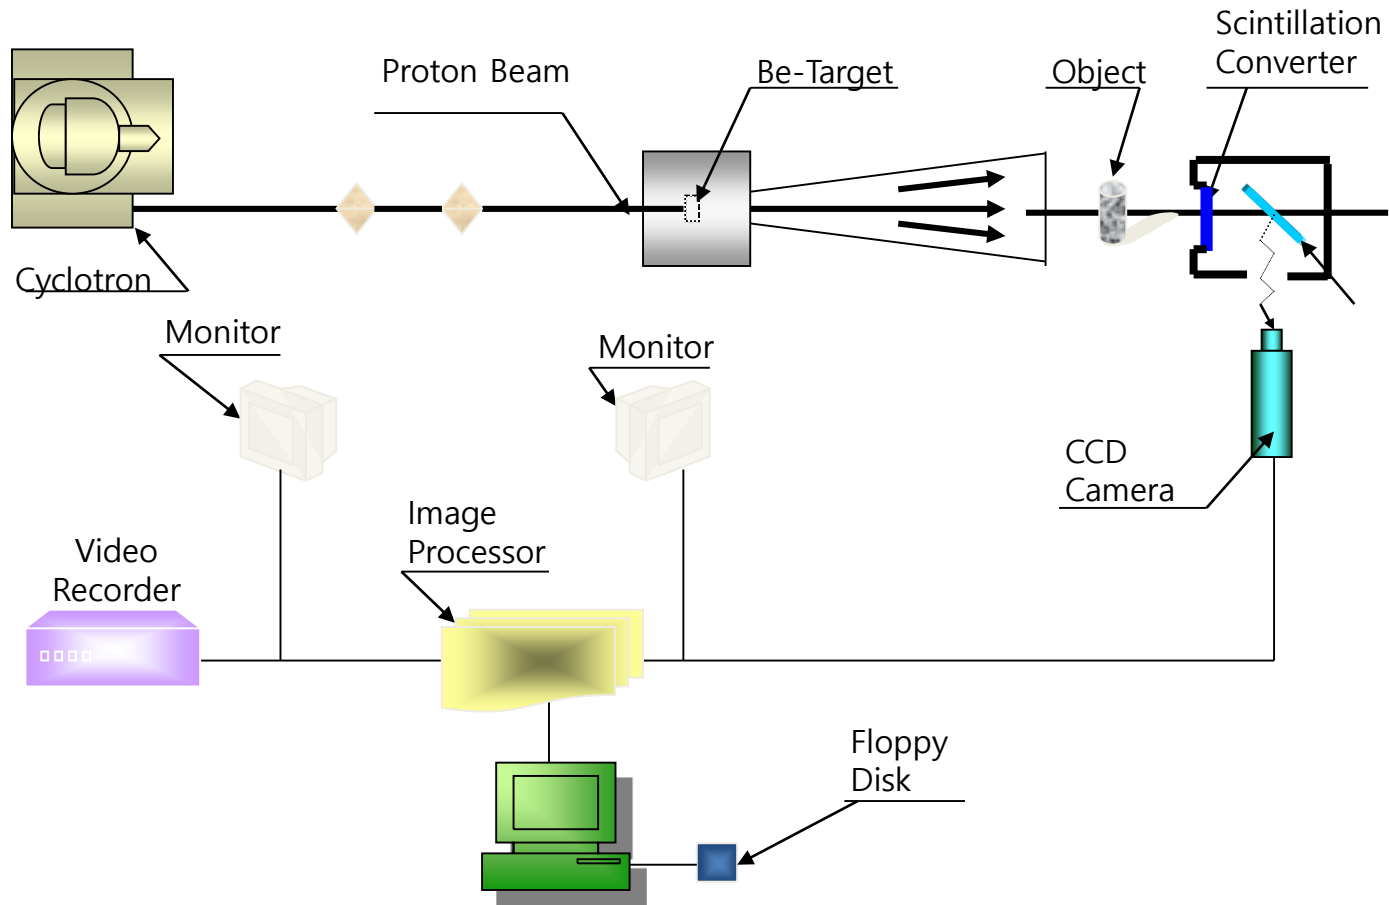 Scintillation
Converter
Proton Beam
Be-Target
Object
Cyclotron
Monitor
Monitor
CCD
Camera
Image
Processor
Video
Recorder
Floppy
Disk